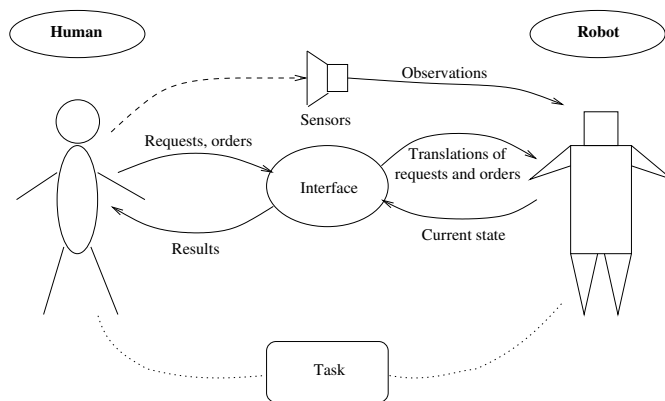 Human
Robot
Observations
Sensors
Requests, orders
Translations of
requests and orders
Interface
Results
Current state
Task